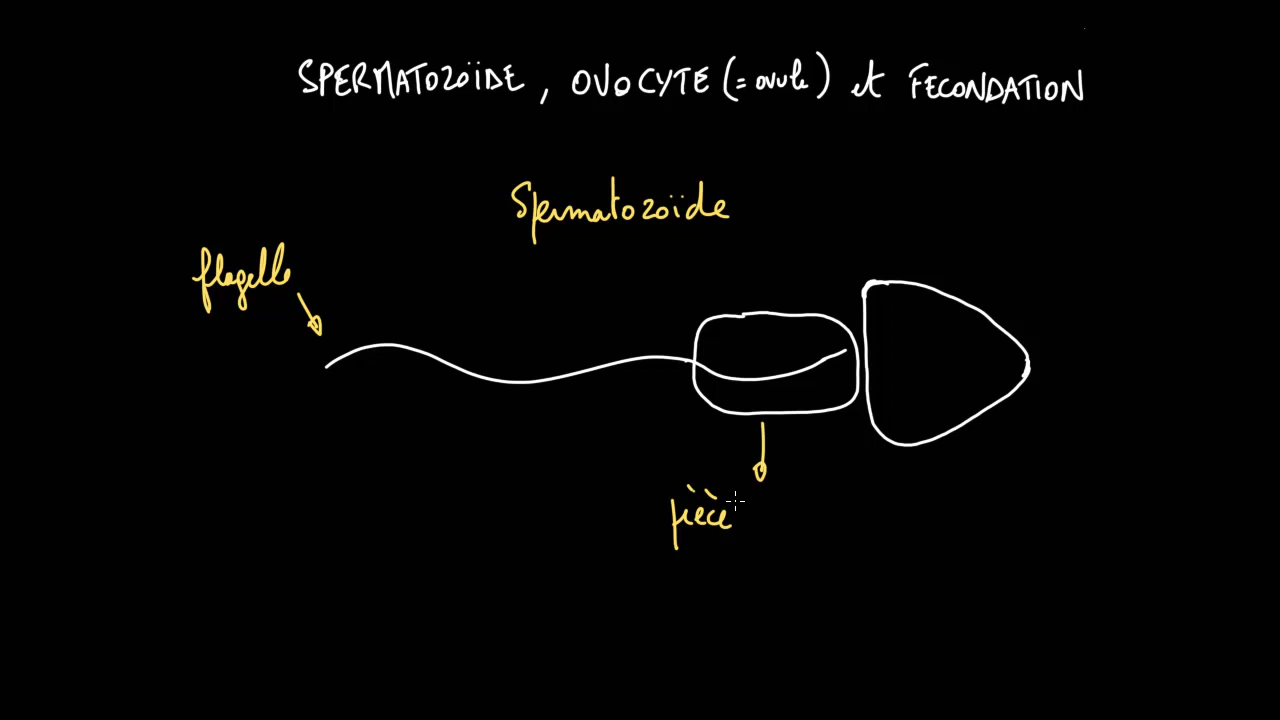 SPERMATOZOÏDE, OVOCYTE (= ovule) et FECONDATION
Spermatozoïde
flagelle
pièce